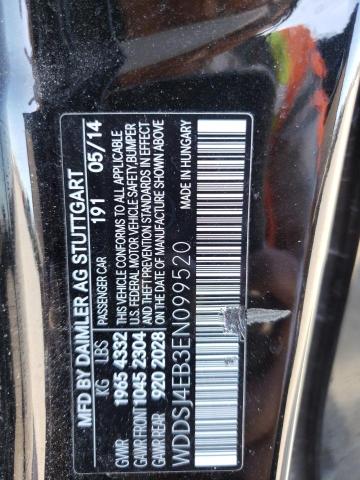 MFD BY DAIMLER AG STUTTGART
PASSENGER CAR 191 05/14
KG LBS
GVWR 1965 4332 THIS VEHICLE CONFORMS TO ALL APPLICABLE
GAWR FRONT 1045 2304 U.S. FEDERAL MOTOR VEHICLE SAFETY,BUMPER
GAWR REAR 920 2028 AND THEFT PREVENTION STANDARDS IN EFFECT
ON THE DATE OF MANUFACTURE SHOWN ABOVE.
WDDSJ4EB3EN099520
MADE IN HUNGARY